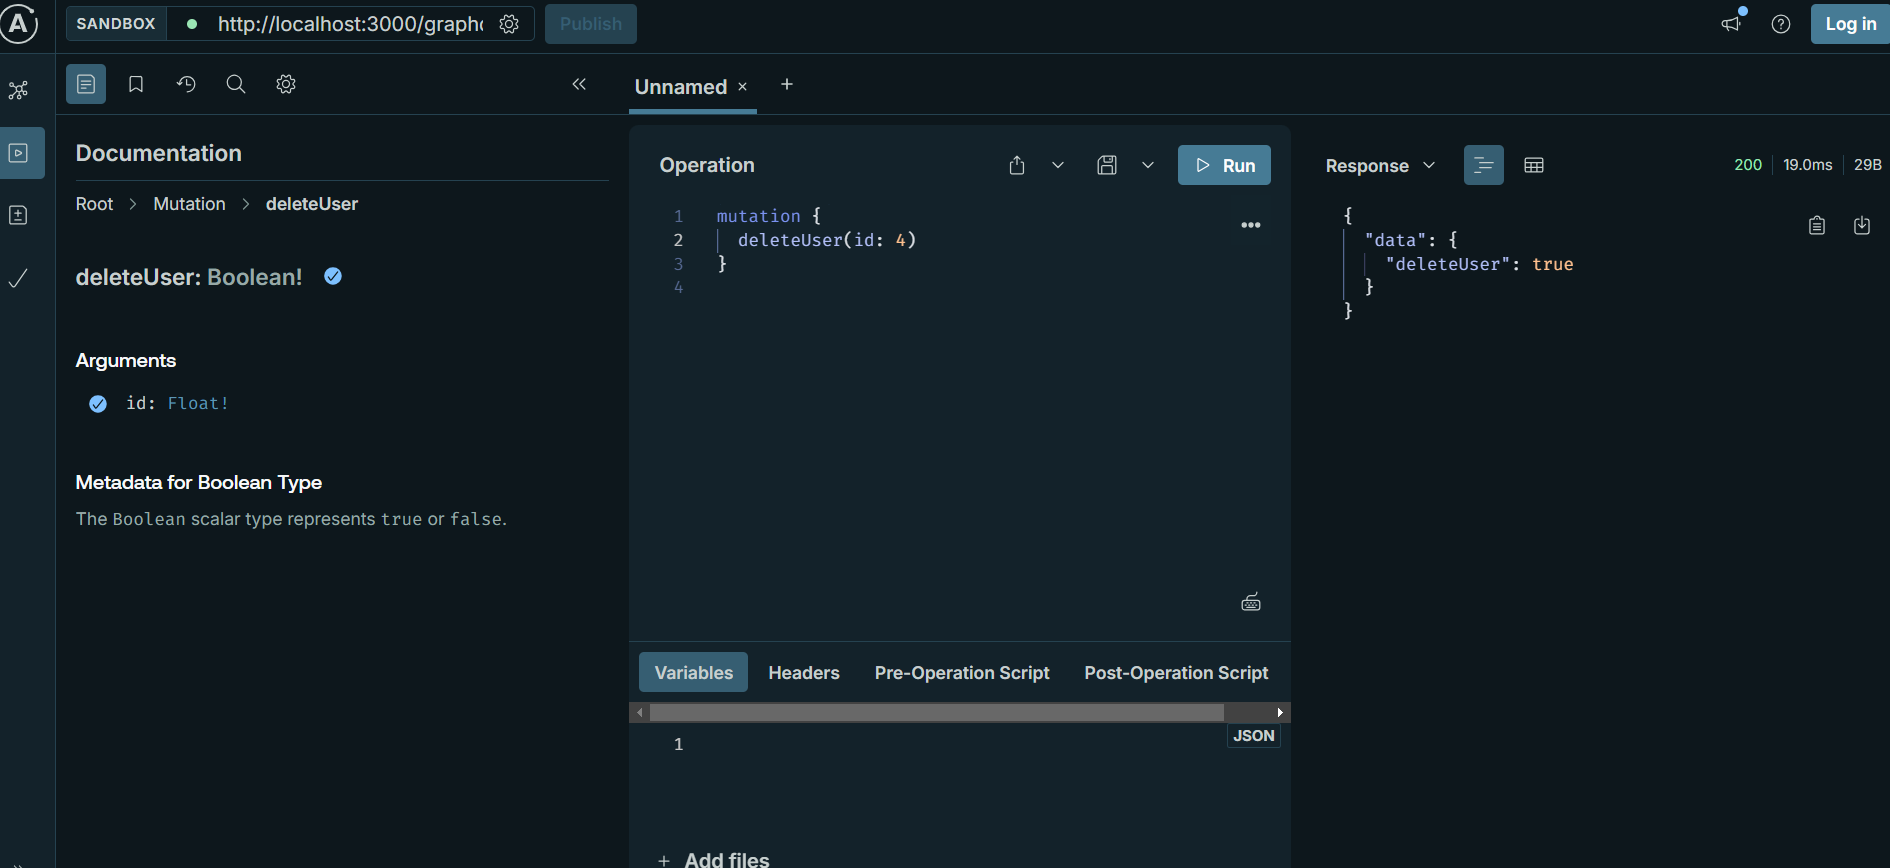 SANDBOX
http://localhost:3000/graph
Publish
Log in
Unnamed
Documentation
Root > Mutation > deleteUser
deleteUser: Boolean!
Arguments
id: Float!
Metadata for Boolean Type
The Boolean scalar type represents true or false.
Operation
Run
1 mutation {
2 deleteUser(id: 4)
3 }
4
Variables
Headers
Pre-Operation Script
Post-Operation Script
JSON
1
+ Add files
Response
200
19.0ms
29B
{
"data": {
"deleteUser": true
}
}